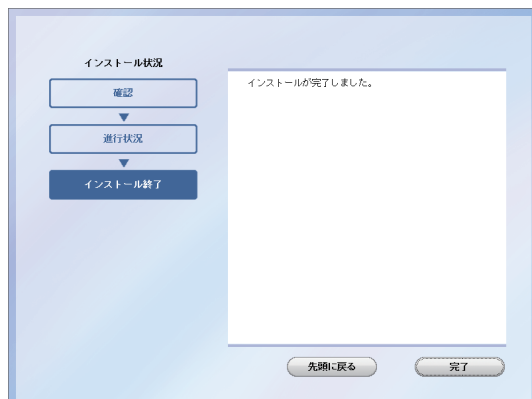 インストール状況
確認
進行状況
インストール終了
インストールが完了しました。
先頭に戻る
完了